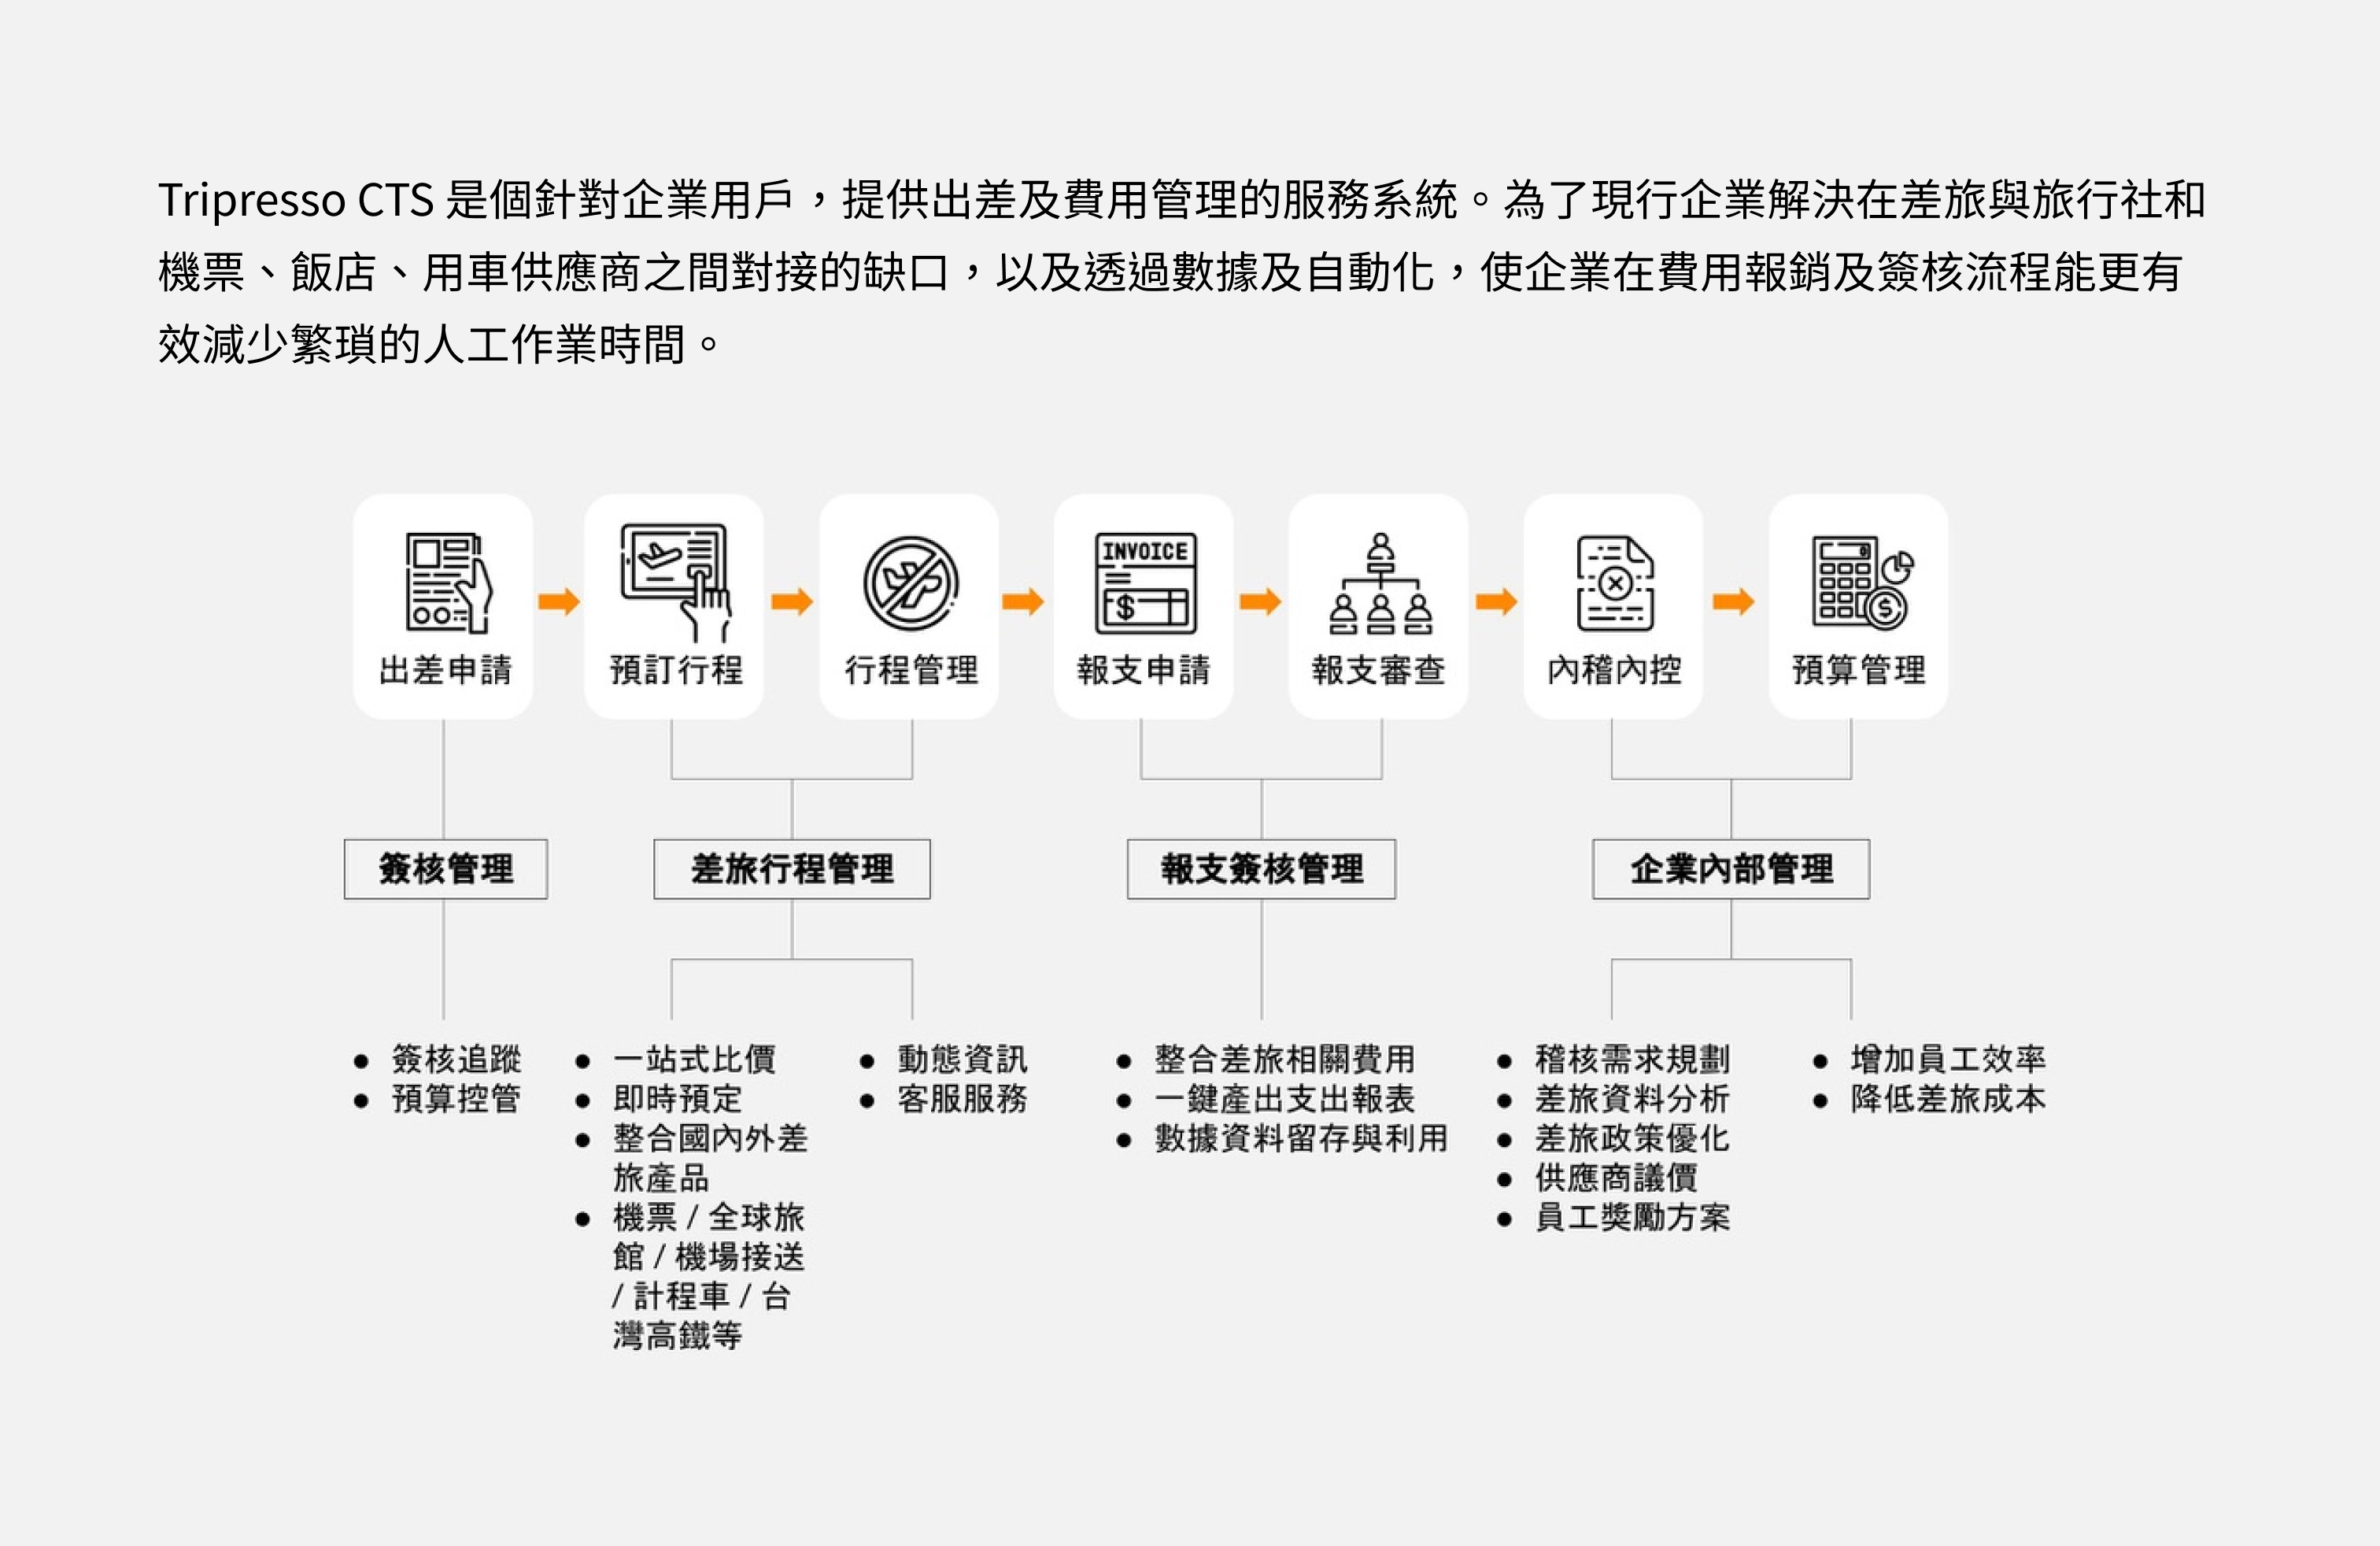 Tripresso CTS 是個針對企業用戶，提供出差及費用管理的服務系統。為了現行企業解決在差旅與旅行社和
機票、飯店、用車供應商之間對接的缺口，以及透過數據及自動化，使企業在費用報銷及簽核流程能更有
效減少繁瑣的人工作業時間。
INVOICE
$
$
出差申請
預訂行程
行程管理
報支申請
報支審查
內稽內控
預算管理
簽核管理
差旅行程管理
報支簽核管理
企業內部管理
● 簽核追蹤
● 預算控管
● 一站式比價
● 即時預定
● 整合國內外差
旅產品
● 機票 / 全球旅
館 / 機場接送
/ 計程車 / 台
灣高鐵等
● 動態資訊
● 客服服務
● 整合差旅相關費用
● 一鍵產出支出報表
● 數據資料留存與利用
● 稽核需求規劃
● 差旅資料分析
● 差旅政策優化
● 供應商議價
● 員工獎勵方案
● 增加員工效率
● 降低差旅成本